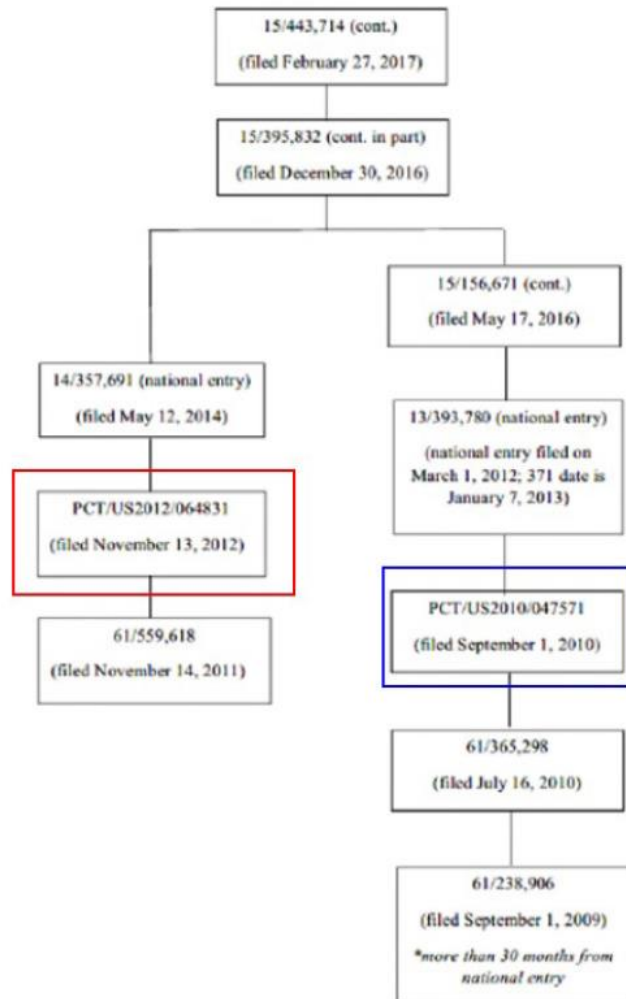 15/443,714 (cont.)
(filed February 27, 2017)
15/395,832 (cont. in part)
(filed December 30, 2016)
15/156,671 (cont.)
(filed May 17, 2016)
14/357,691 (national entry)
(filed May 12, 2014)
13/393,780 (national entry)
(national entry filed on
March 1, 2012; 371 date is
January 7, 2013)
PCT/US2012/064831
(filed November 13, 2012)
PCT/US2010/047571
(filed September 1, 2010)
61/559,618
(filed November 14, 2011)
61/365,298
(filed July 16, 2010)
61/238,906
(filed September 1, 2009)
*more than 30 months from
national entry